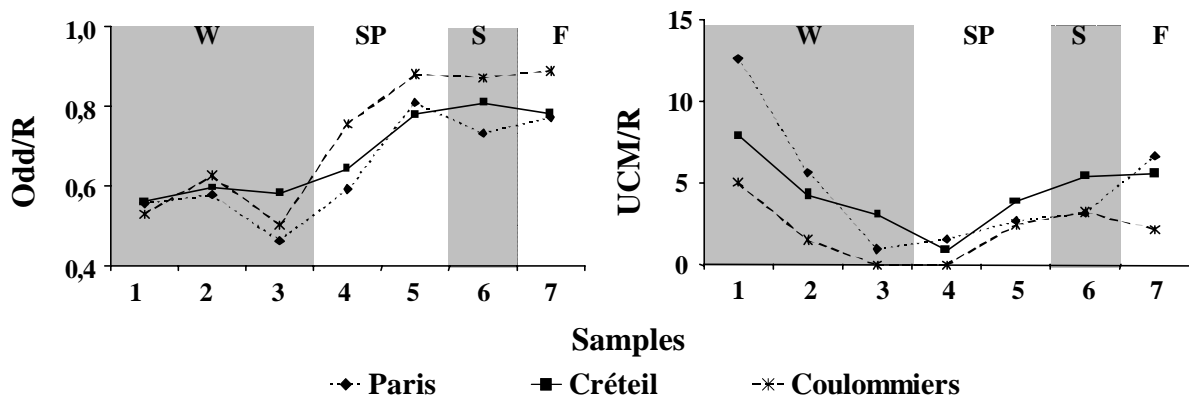 1,0
0,8
0,6
0,4
Odd/R
W SP S F
1 2 3 4 5 6 7
15
10
5
0
UCM/R
W SP S F
1 2 3 4 5 6 7
Samples
Paris Créteil Coulommiers